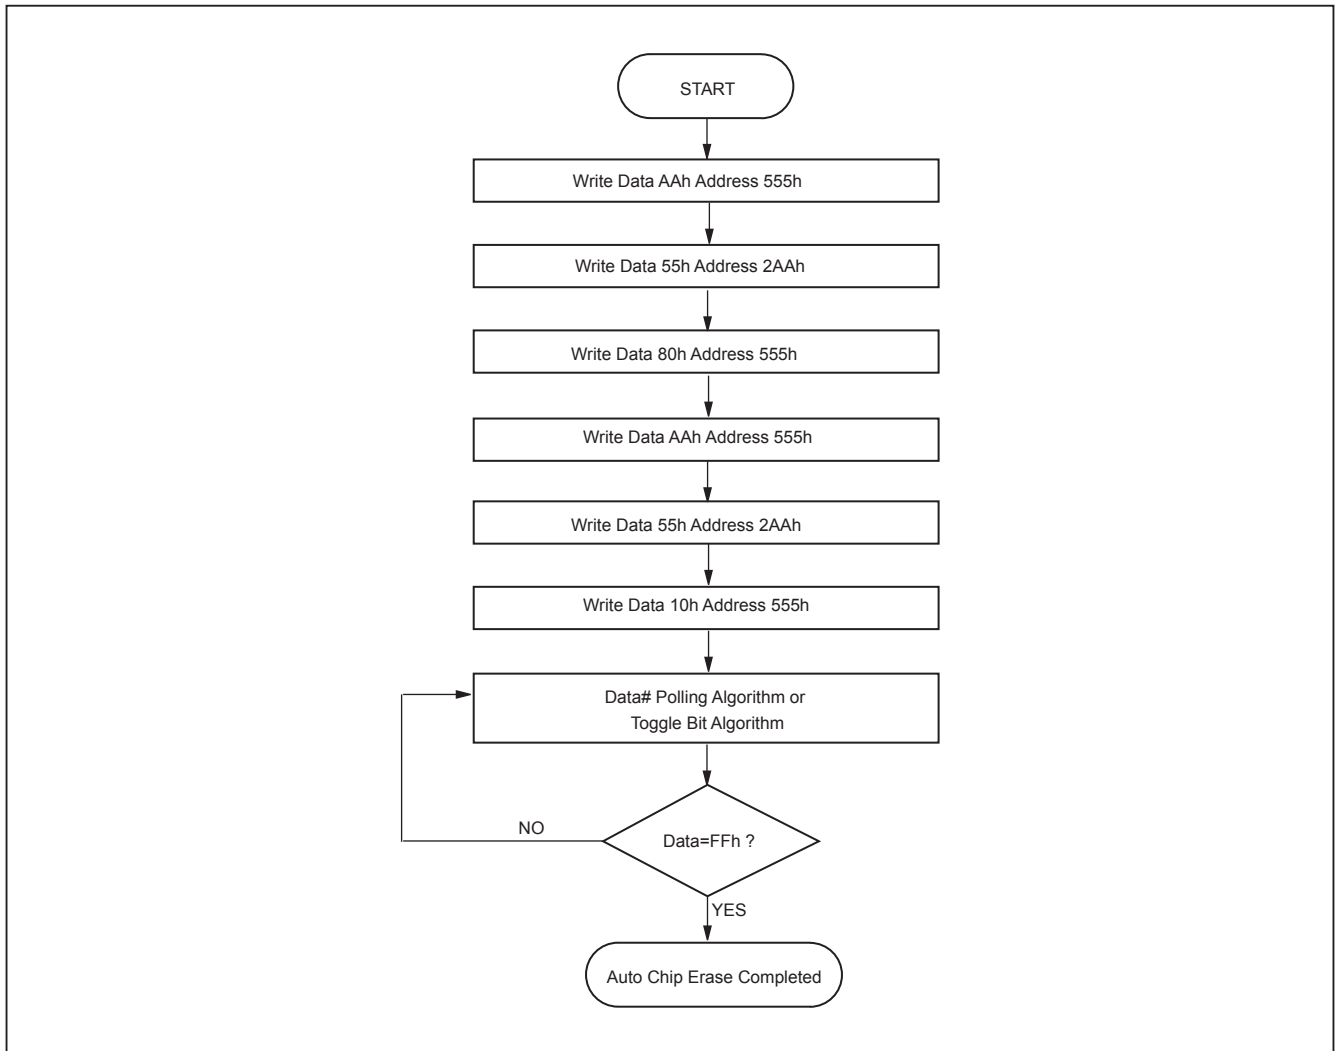 START
Write Data AAh Address 555h
Write Data 55h Address 2AAh
Write Data 80h Address 555h
Write Data AAh Address 555h
Write Data 55h Address 2AAh
Write Data 10h Address 555h
Data# Polling Algorithm or
Toggle Bit Algorithm
NO
Data=FFh ?
YES
Auto Chip Erase Completed